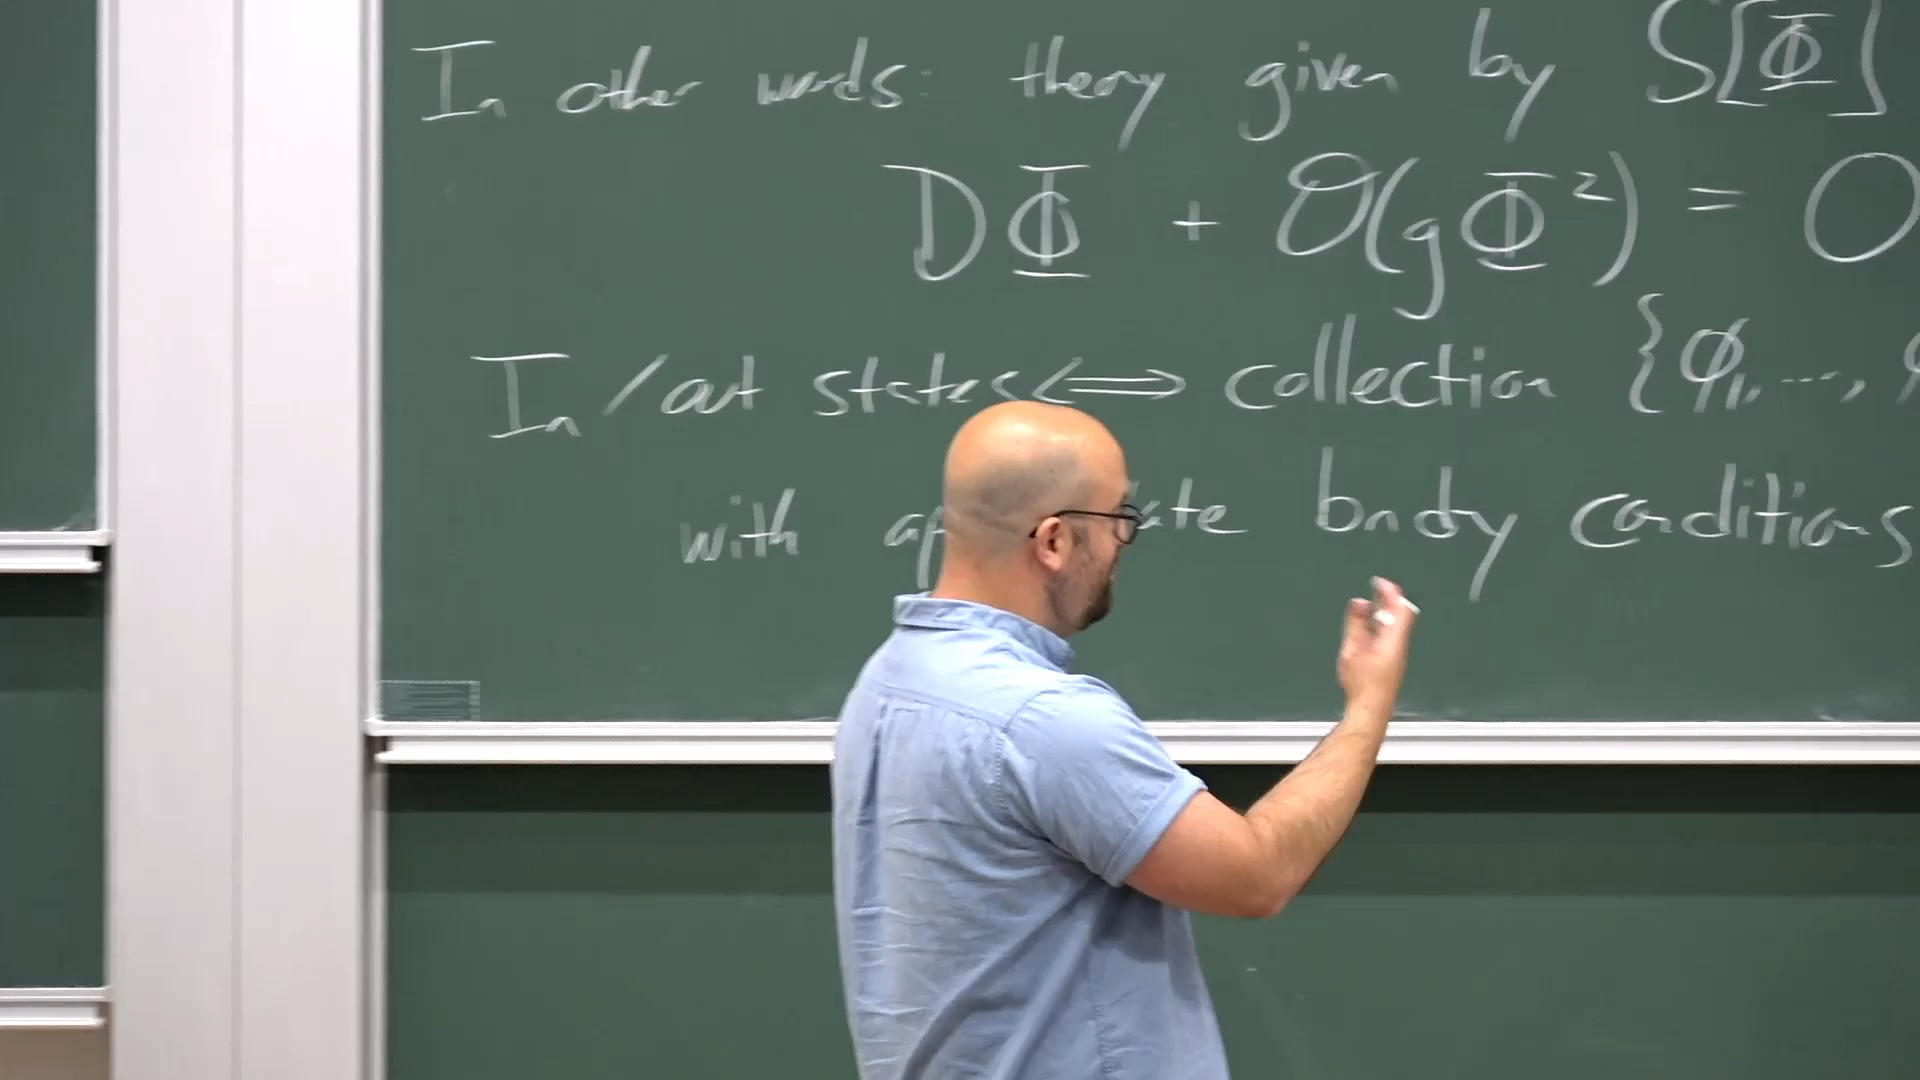 In other words: theory given by S[Φ]
DΦ + O(gΦ²) = 0
In/out states <=> collection {φ₁, ...,
with bndy conditions